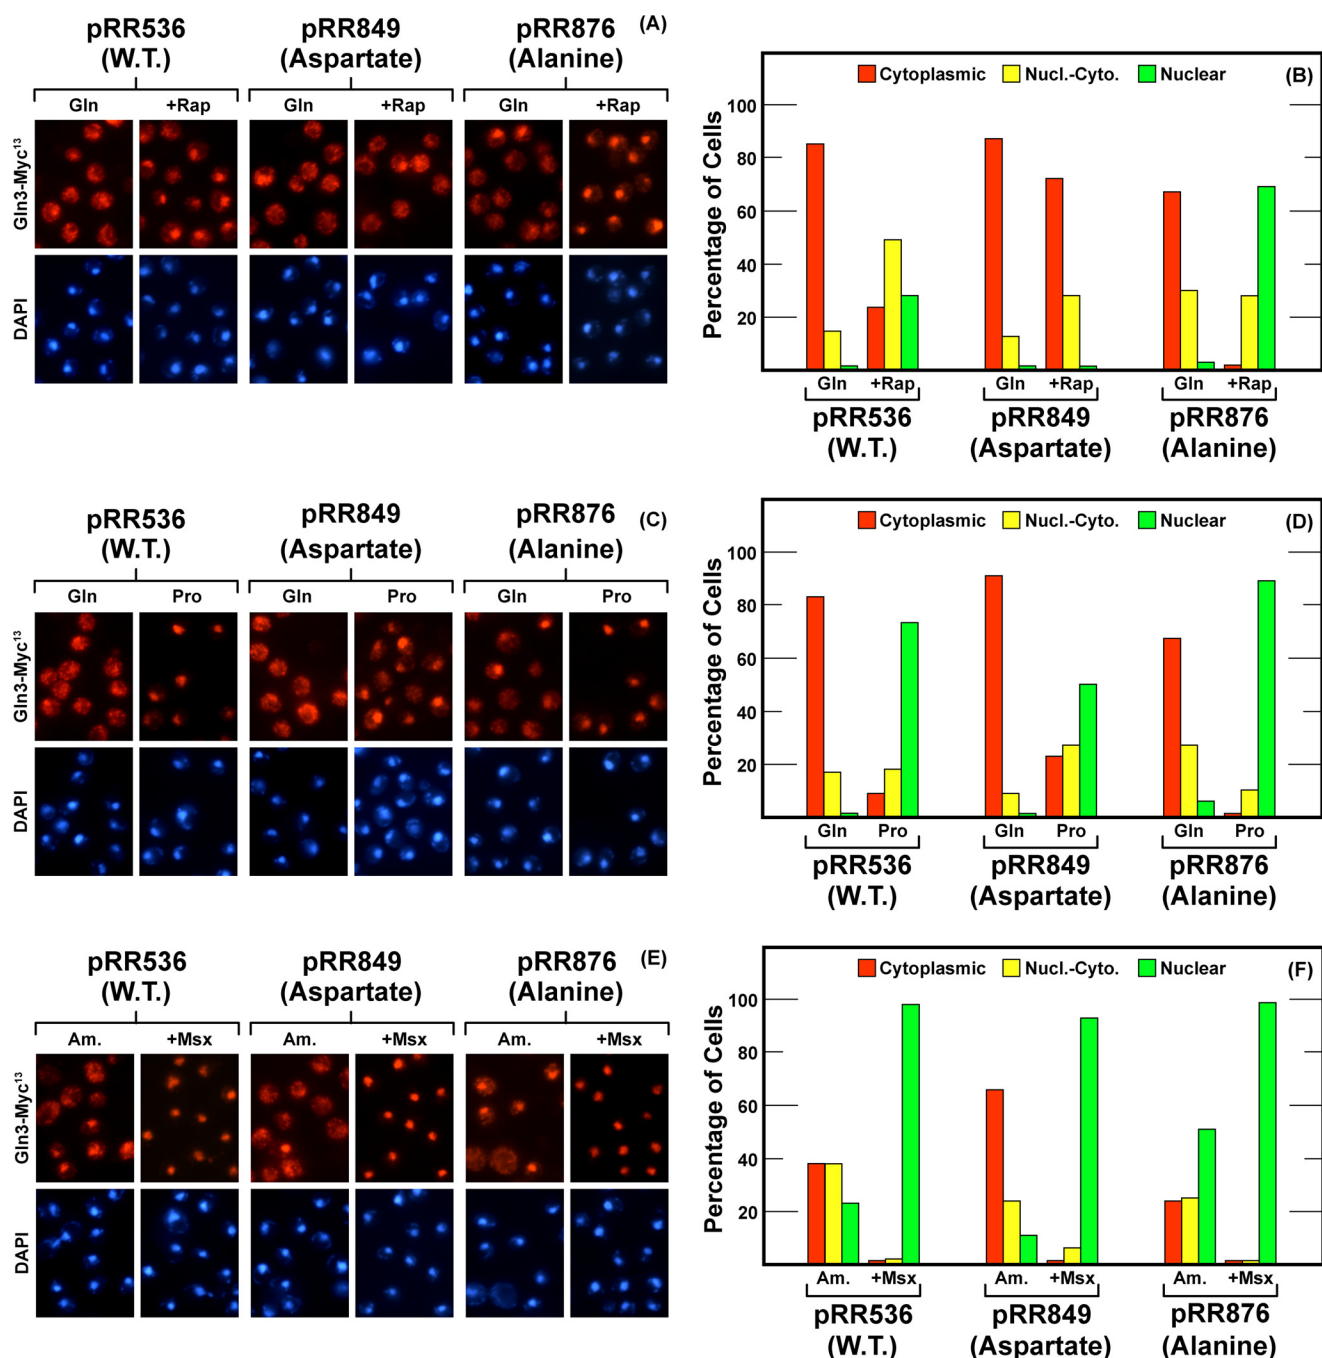 pRR536 pRR849 pRR876 (A)
(W.T.) (Aspartate) (Alanine)
Gln +Rap Gln +Rap Gln +Rap
Gln3-Myc13
DAPI
Cytoplasmic Nucl.-Cyto. Nuclear (B)
Percentage of Cells
100
80
60
40
20
Gln +Rap Gln +Rap Gln +Rap
pRR536 pRR849 pRR876
(W.T.) (Aspartate) (Alanine)
pRR536 pRR849 pRR876 (C)
(W.T.) (Aspartate) (Alanine)
Gln Pro Gln Pro Gln Pro
Gln3-Myc13
DAPI
Cytoplasmic Nucl.-Cyto. Nuclear (D)
Percentage of Cells
100
80
60
40
20
Gln Pro Gln Pro Gln Pro
pRR536 pRR849 pRR876
(W.T.) (Aspartate) (Alanine)
pRR536 pRR849 pRR876 (E)
(W.T.) (Aspartate) (Alanine)
Am. +Msx Am. +Msx Am. +Msx
Gln3-Myc13
DAPI
Cytoplasmic Nucl.-Cyto. Nuclear (F)
Percentage of Cells
100
80
60
40
20
Am. +Msx Am. +Msx Am. +Msx
pRR536 pRR849 pRR876
(W.T.) (Aspartate) (Alanine)